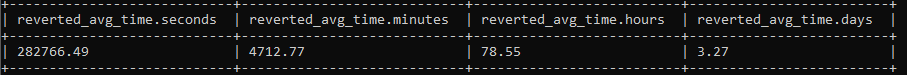 | reverted_avg_time.seconds | reverted_avg_time.minutes | reverted_avg_time.hours | reverted_avg_time.days |
| 282766.49 | 4712.77 | 78.55 | 3.27 |